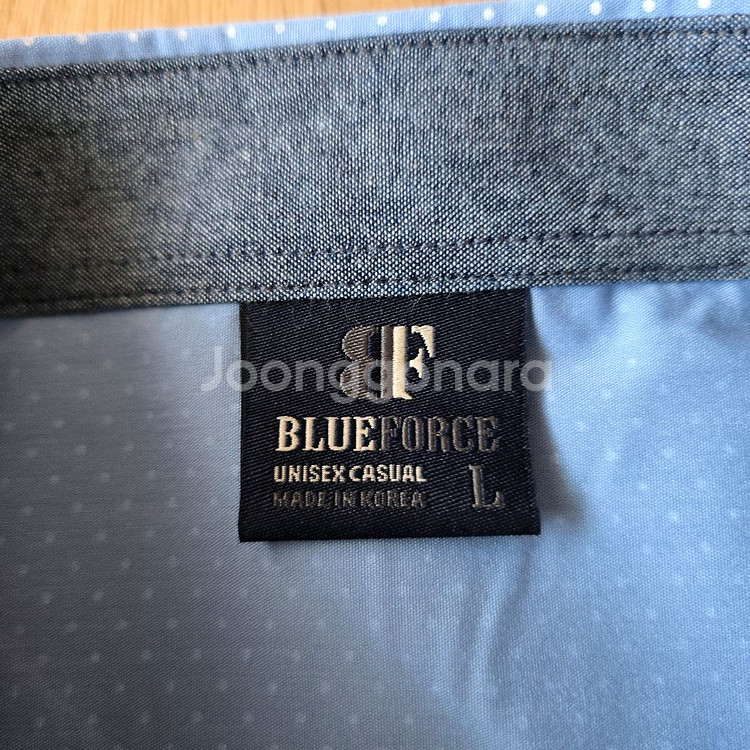 BF
Joonggonara
BLUEFORCE
UNISEX CASUAL
MADE IN KOREA
L